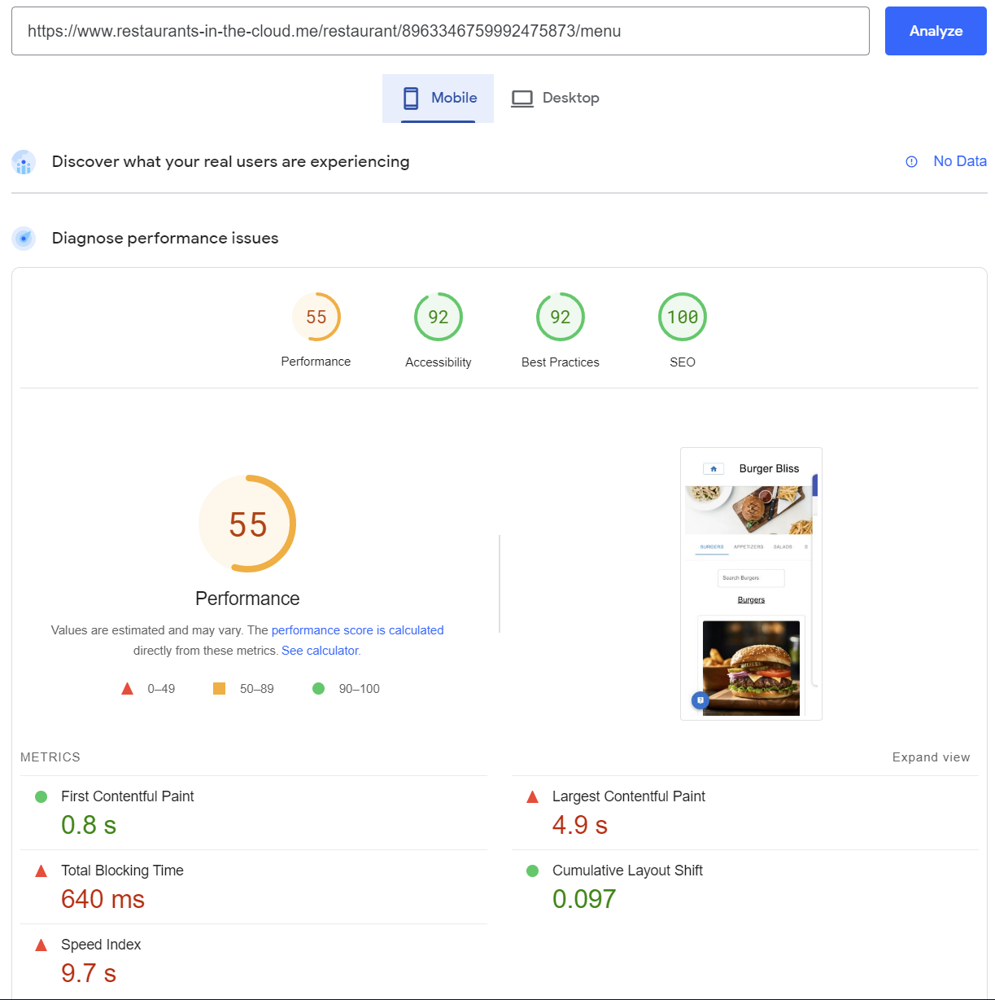 https://www.restaurants-in-the-cloud.me/restaurant/8963346759992475873/menu
Analyze
Mobile
Desktop
Discover what your real users are experiencing
No Data
Diagnose performance issues
55
92
92
100
Performance
Accessibility
Best Practices
SEO
55
Performance
Values are estimated and may vary. The performance score is calculated
directly from these metrics. See calculator.
0–49
50–89
90–100
Burger Bliss
BURGERS
APPETIZERS
SALADS
S
Search Burgers
Burgers
METRICS
Expand view
First Contentful Paint
0.8 s
Largest Contentful Paint
4.9 s
Total Blocking Time
640 ms
Cumulative Layout Shift
0.097
Speed Index
9.7 s